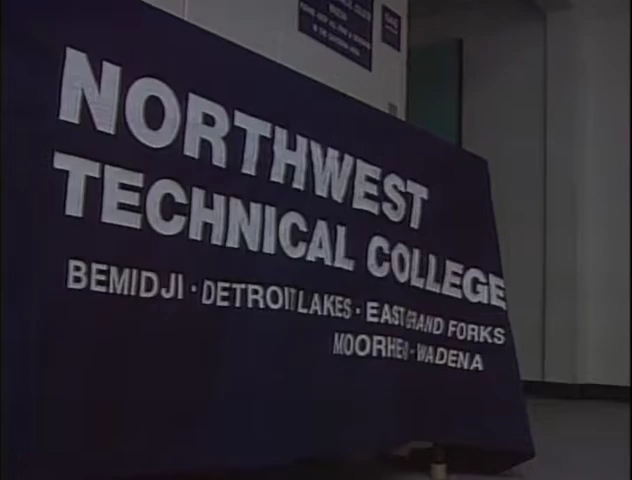 NORTHWEST
TECHNICAL COLLEGE
BEMIDJI · DETROIT LAKES · EAST GRAND FORKS
MOORHEAD · WADENA